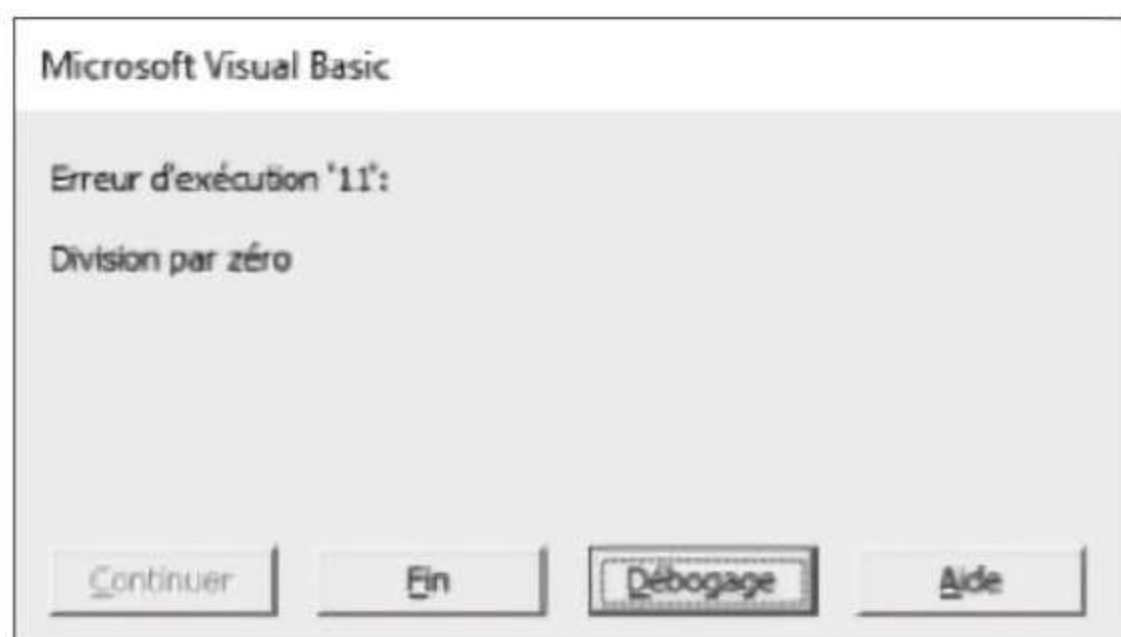 Microsoft Visual Basic
Erreur d'exécution '11':
Division par zéro
Continuer Fin Débogage Aide